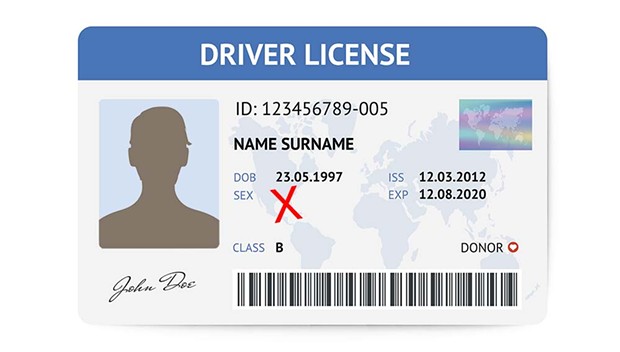 DRIVER LICENSE
ID: 123456789-005
NAME SURNAME
DOB 23.05.1997 ISS 12.03.2012
SEX X EXP 12.08.2020
CLASS B DONOR
John Doe